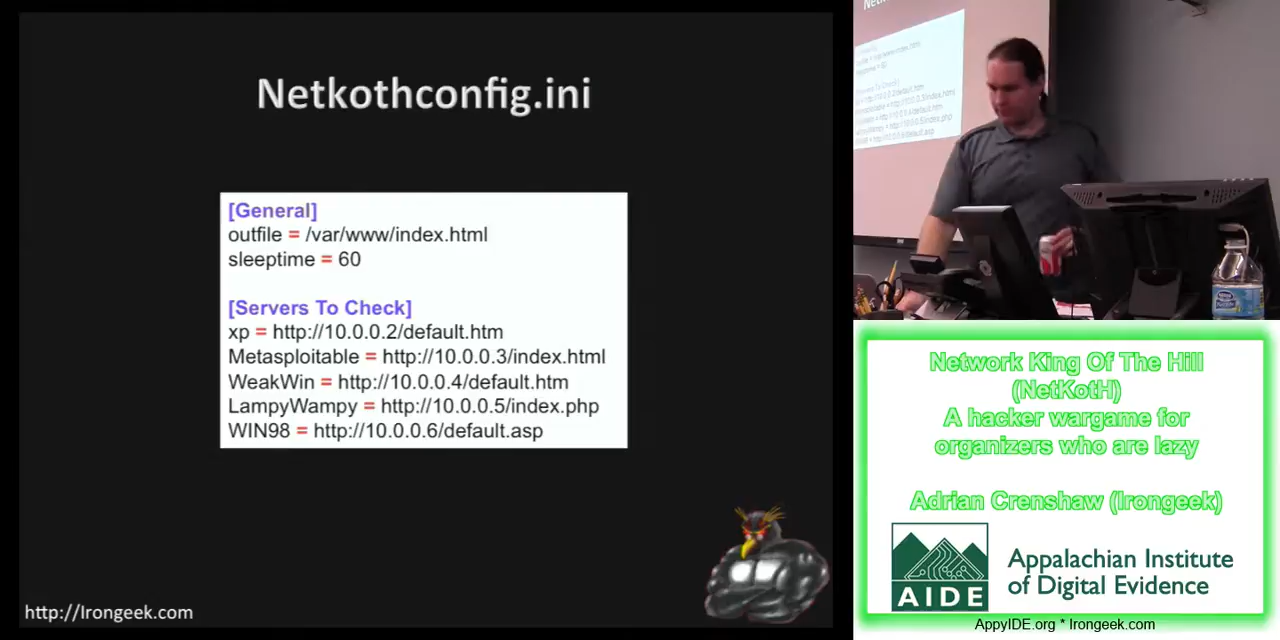 Netkothconfig.ini
[General]
outfile = /var/www/index.html
sleeptime = 60
[Servers To Check]
xp = http://10.0.0.2/default.htm
Metasploitable = http://10.0.0.3/index.html
WeakWin = http://10.0.0.4/default.htm
LampyWampy = http://10.0.0.5/index.php
WIN98 = http://10.0.0.6/default.asp
http://Irongeek.com
Network King Of The Hill
(NetKotH)
A hacker wargame for
organizers who are lazy
Adrian Crenshaw (Irongeek)
AIDE
Appalachian Institute
of Digital Evidence
AppyIDE.org * Irongeek.com